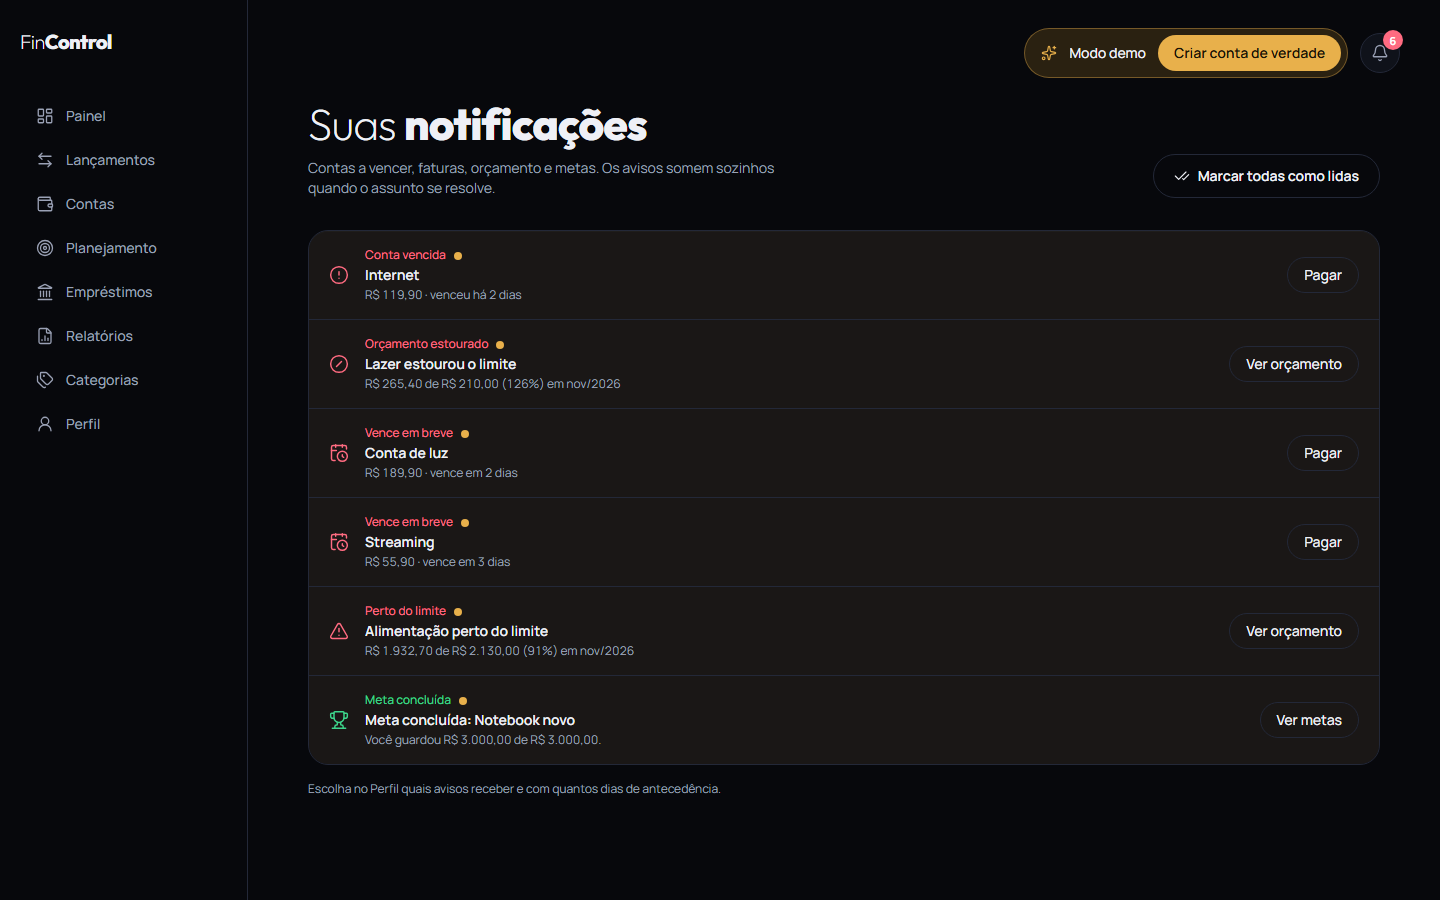 FinControl
Modo demo
Criar conta de verdade
6
Painel
Lançamentos
Contas
Planejamento
Empréstimos
Relatórios
Categorias
Perfil
Suas notificações
Contas a vencer, faturas, orçamento e metas. Os avisos somem sozinhos
quando o assunto se resolve.
Marcar todas como lidas
Conta vencida
Internet
R$ 119,90 · venceu há 2 dias
Pagar
Orçamento estourado
Lazer estourou o limite
R$ 265,40 de R$ 210,00 (126%) em nov/2026
Ver orçamento
Vence em breve
Conta de luz
R$ 189,90 · vence em 2 dias
Pagar
Vence em breve
Streaming
R$ 55,90 · vence em 3 dias
Pagar
Perto do limite
Alimentação perto do limite
R$ 1.932,70 de R$ 2.130,00 (91%) em nov/2026
Ver orçamento
Meta concluída
Meta concluída: Notebook novo
Você guardou R$ 3.000,00 de R$ 3.000,00.
Ver metas
Escolha no Perfil quais avisos receber e com quantos dias de antecedência.